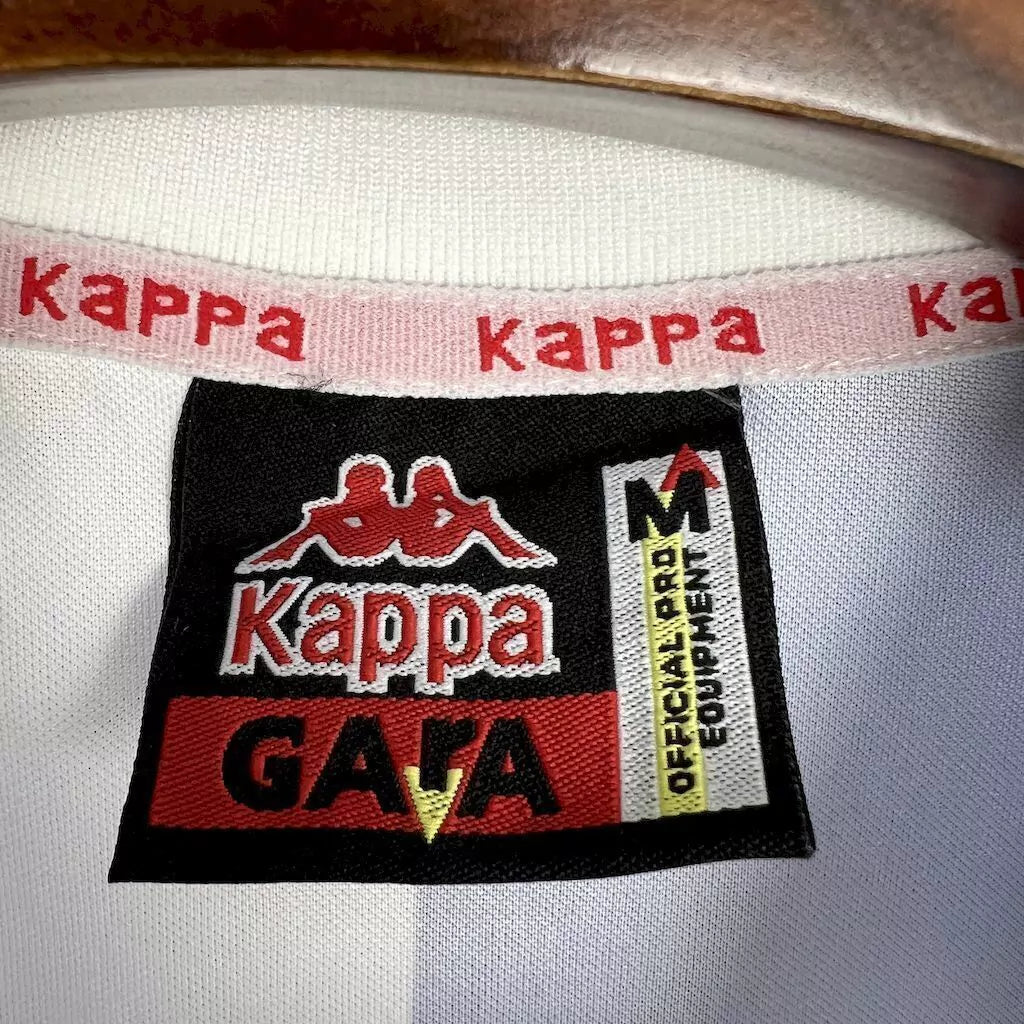 Kappa Kappa Ka
Kappa
GArA
M
OFFICIAL PRO
EQUIPMENT